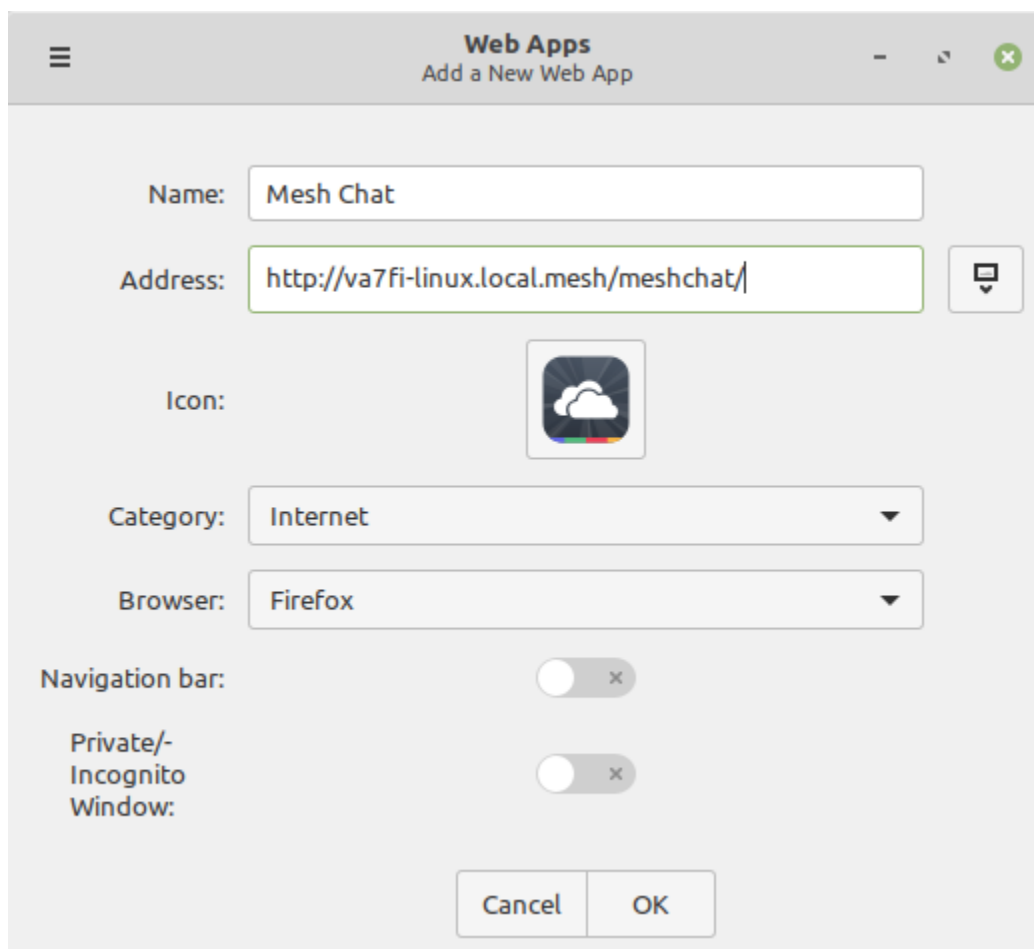 Web Apps
Add a New Web App
Name: Mesh Chat
Address: http://va7fi-linux.local.mesh/meshchat/
Icon:
Category: Internet
Browser: Firefox
Navigation bar:
Private/-
Incognito
Window:
Cancel OK